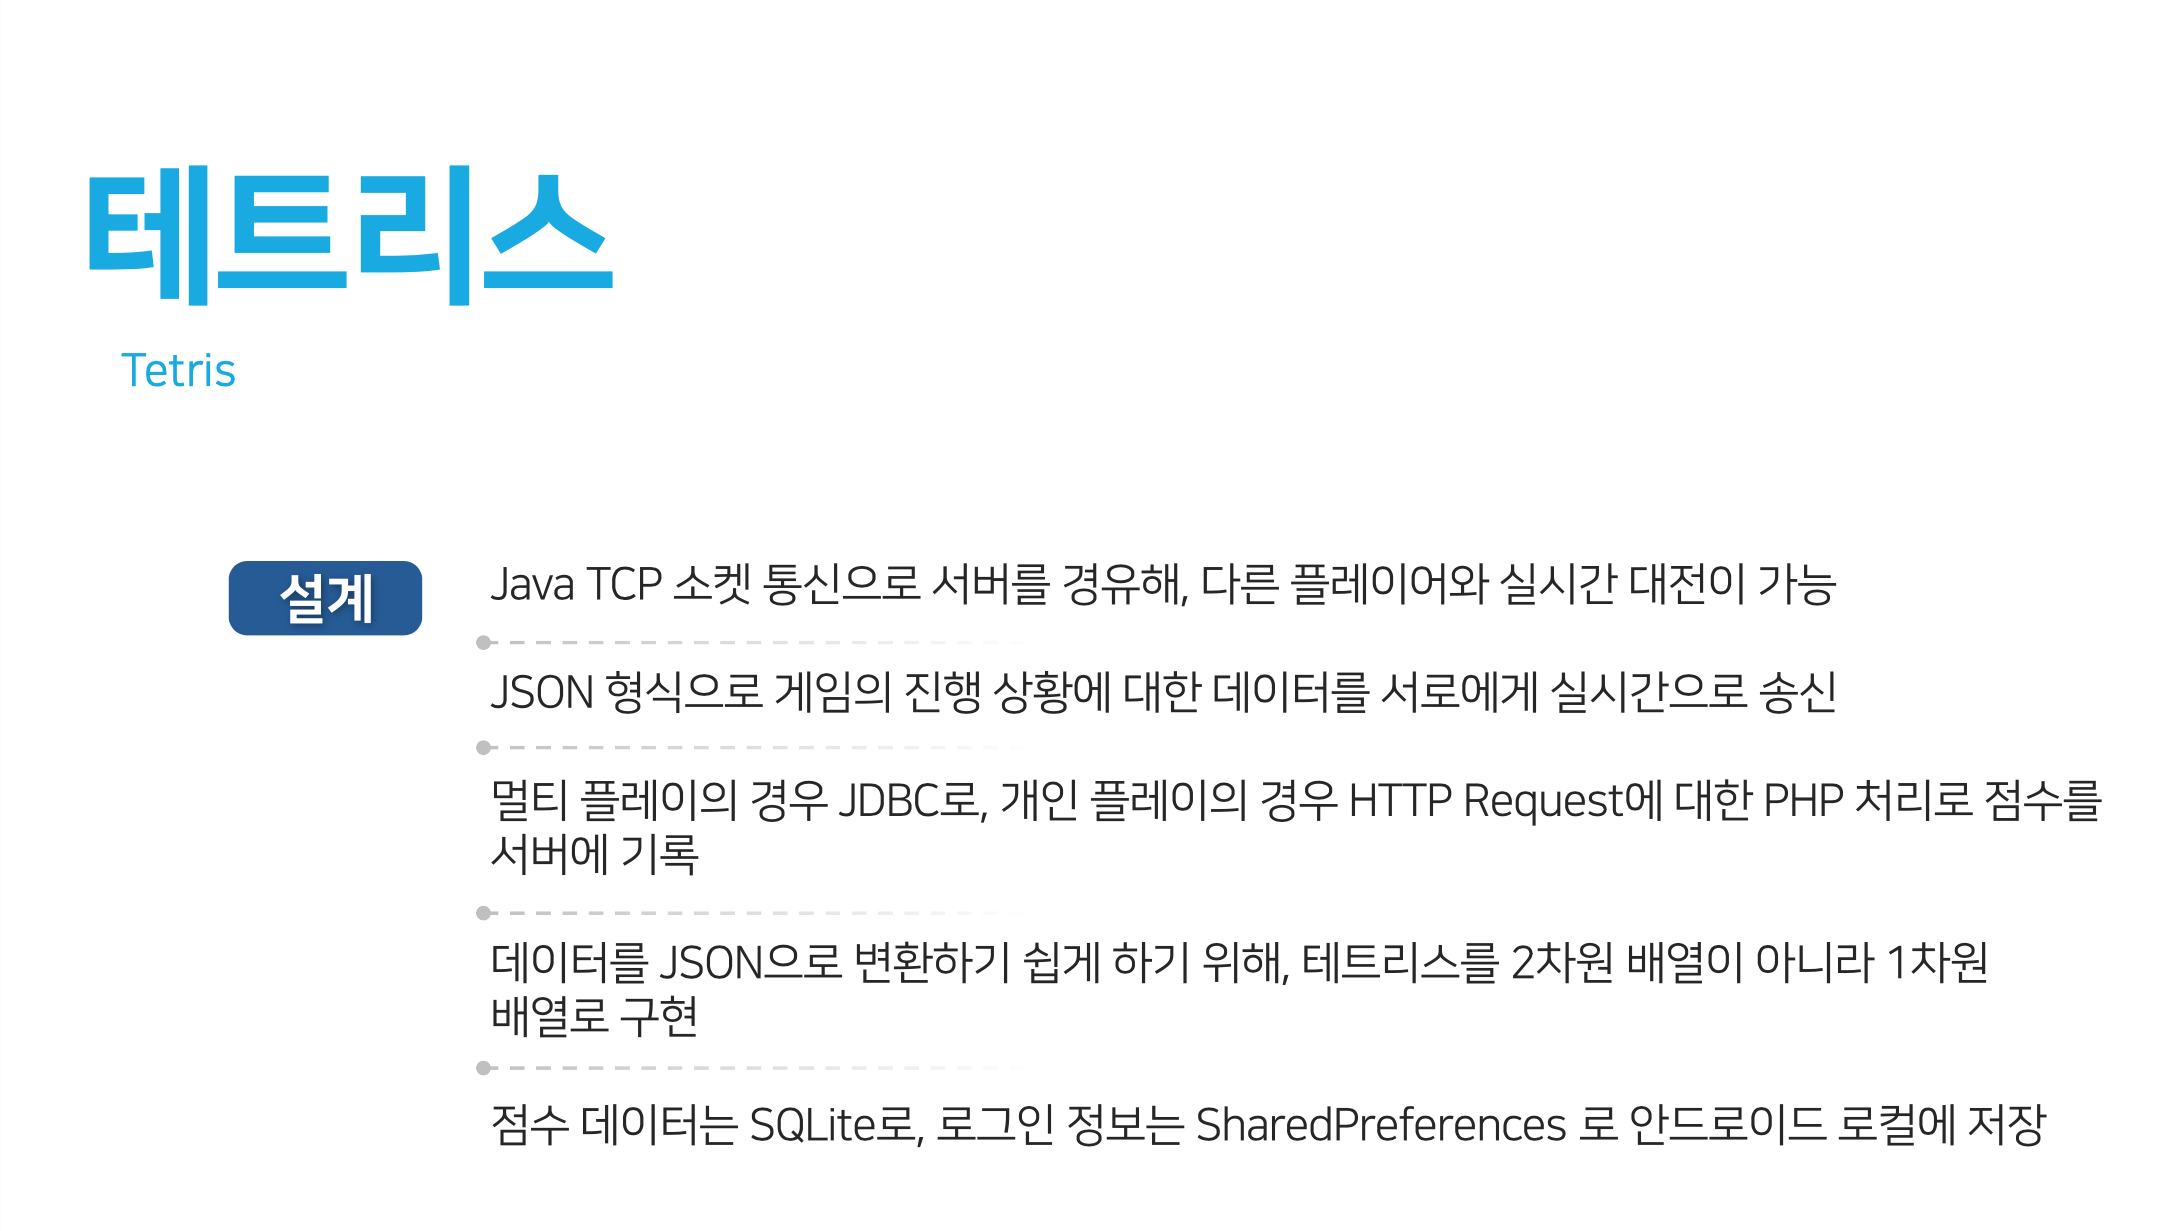 테트리스
Tetris
설계
Java TCP 소켓 통신으로 서버를 경유해, 다른 플레이어와 실시간 대전이 가능
JSON 형식으로 게임의 진행 상황에 대한 데이터를 서로에게 실시간으로 송신
멀티 플레이의 경우 JDBC로, 개인 플레이의 경우 HTTP Request에 대한 PHP 처리로 점수를
서버에 기록
데이터를 JSON으로 변환하기 쉽게 하기 위해, 테트리스를 2차원 배열이 아니라 1차원
배열로 구현
점수 데이터는 SQLite로, 로그인 정보는 SharedPreferences 로 안드로이드 로컬에 저장